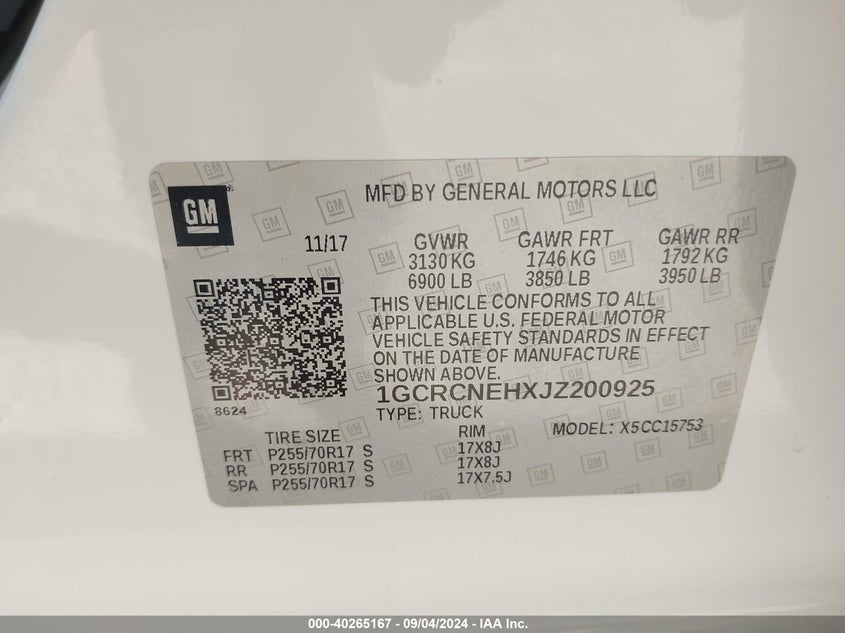 GM
MFD BY GENERAL MOTORS LLC
11/17
GVWR GAWR FRT GAWR RR
3130 KG 1746 KG 1792 KG
6900 LB 3850 LB 3950 LB
THIS VEHICLE CONFORMS TO ALL
APPLICABLE U.S. FEDERAL MOTOR
VEHICLE SAFETY STANDARDS IN EFFECT
ON THE DATE OF MANUFACTURE
SHOWN ABOVE.
1GCRCNEHXJZ200925
8624
TYPE: TRUCK
MODEL: X5CC15753
TIRE SIZE RIM
FRT P255/70R17 S 17X8J
RR P255/70R17 S 17X8J
SPA P255/70R17 S 17X7.5J
000-40265167 - 09/04/2024 - IAA Inc.